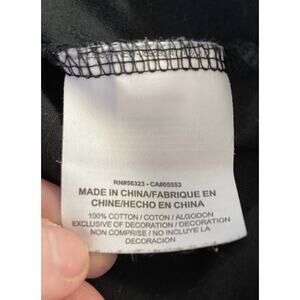 RN#56323 - CA#05553
MADE IN CHINA/FABRIQUE EN
CHINE/HECHO EN CHINA
100% COTTON / COTON / ALGODON
EXCLUSIVE OF DECORATION / DECORATION
NON COMPRISE / NO INCLUYE LA
DECORACION